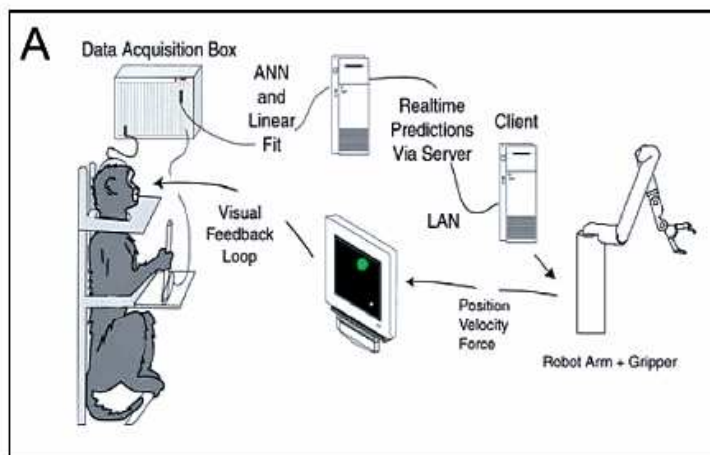 A
Data Acquisition Box
ANN
and
Linear
Fit
Realtime
Predictions
Via Server
Client
LAN
Visual
Feedback
Loop
Position
Velocity
Force
Robot Arm + Gripper